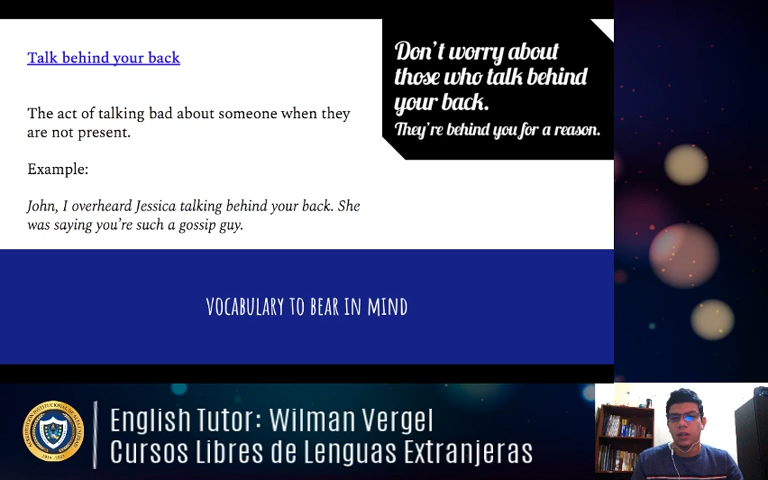 Talk behind your back
The act of talking bad about someone when they
are not present.
Example:
John, I overheard Jessica talking behind your back. She
was saying you're such a gossip guy.
Don't worry about
those who talk behind
your back.
They're behind you for a reason.
VOCABULARY TO BEAR IN MIND
English Tutor: Wilman Vergel
Cursos Libres de Lenguas Extranjeras